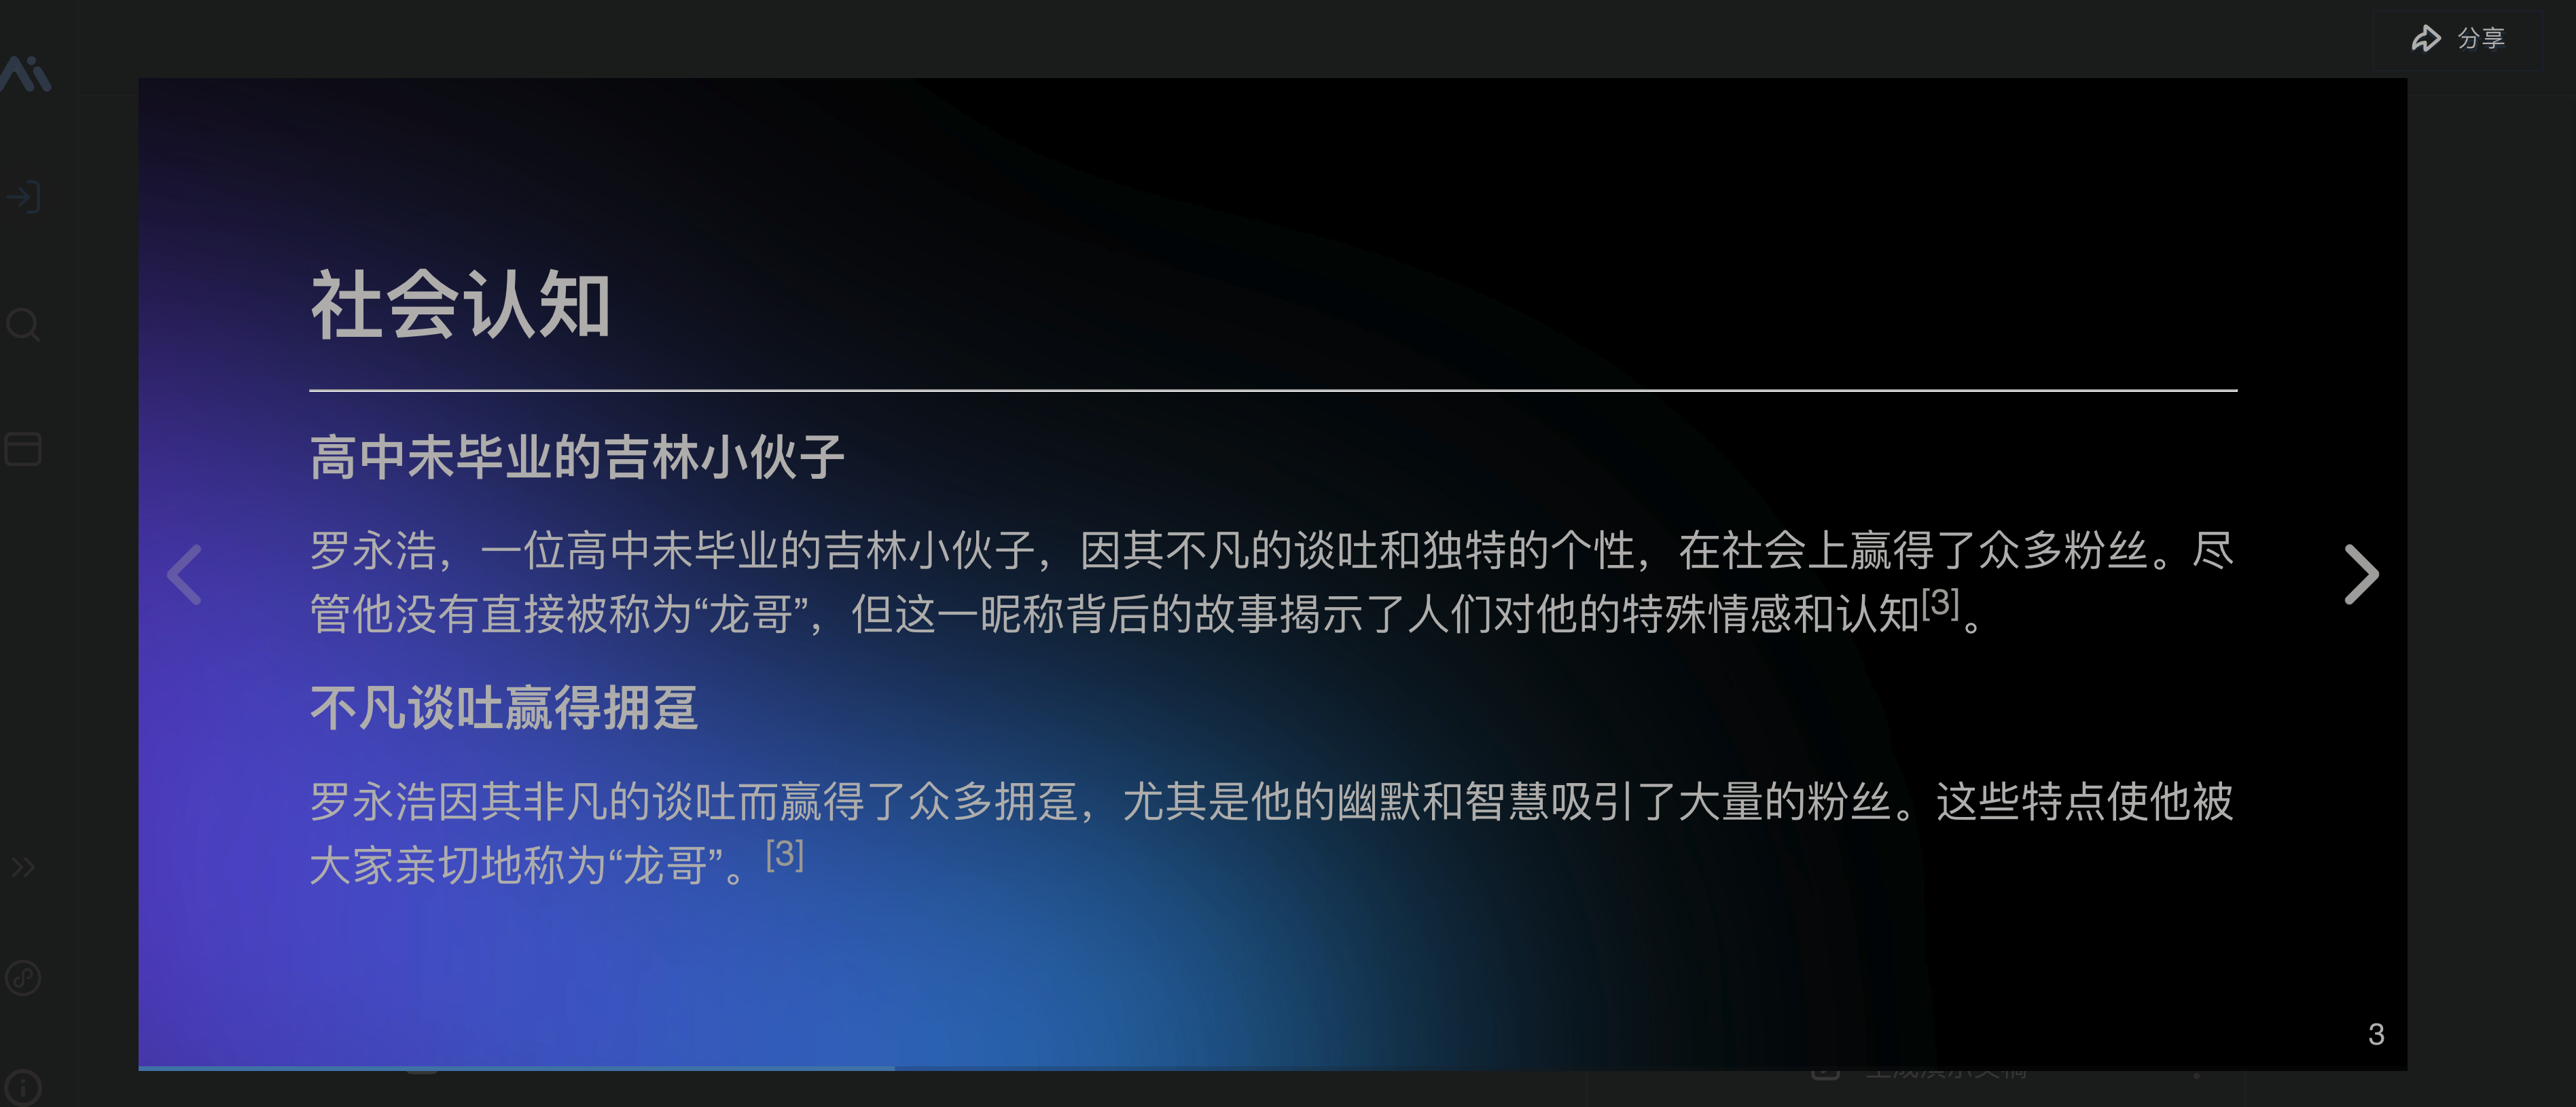 分享
社会认知
高中未毕业的吉林小伙子
罗永浩，一位高中未毕业的吉林小伙子，因其不凡的谈吐和独特的个性，在社会上赢得了众多粉丝。尽
管他没有直接被称为“龙哥”，但这一昵称背后的故事揭示了人们对他的特殊情感和认知[3]。
不凡谈吐赢得拥趸
罗永浩因其非凡的谈吐而赢得了众多拥趸，尤其是他的幽默和智慧吸引了大量的粉丝。这些特点使他被
大家亲切地称为“龙哥”。[3]
3